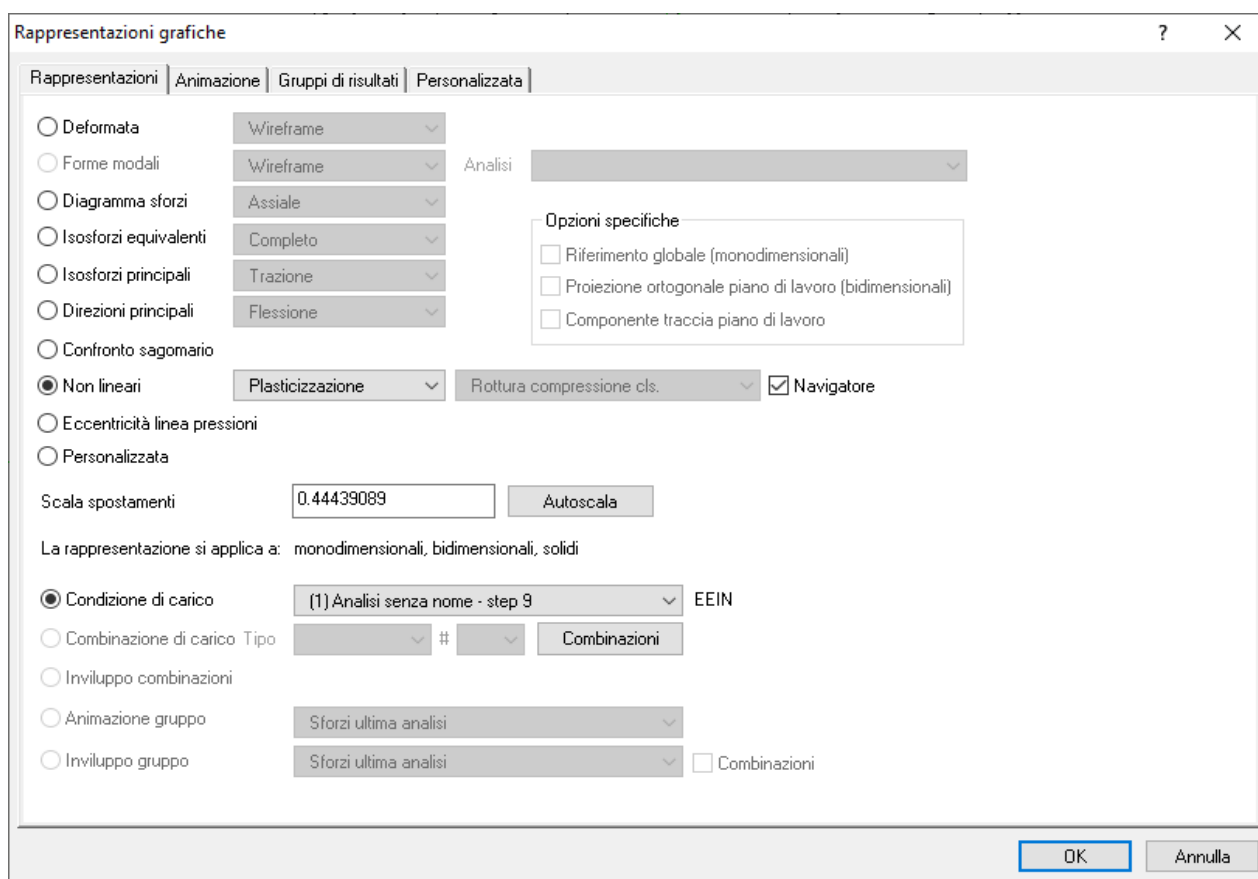 Rappresentazioni grafiche ? ×
Rappresentazioni Animazione Gruppi di risultati Personalizzata
Deformata Wireframe
Forme modali Wireframe Analisi
Diagramma sforzi Assiale
Opzioni specifiche
Isosforzi equivalenti Completo
Riferimento globale (monodimensionali)
Isosforzi principali Trazione
Proiezione ortogonale piano di lavoro (bidimensionali)
Direzioni principali Flessione
Componente traccia piano di lavoro
Confronto sagomario
Non lineari Plasticizzazione Rottura compressione cls. Navigatore
Eccentricità linea pressioni
Personalizzata
Scala spostamenti 0.44439089 Autoscala
La rappresentazione si applica a: monodimensionali, bidimensionali, solidi
Condizione di carico (1) Analisi senza nome - step 9 EEIN
Combinazione di carico Tipo # Combinazioni
Inviluppo combinazioni
Animazione gruppo Sforzi ultima analisi
Inviluppo gruppo Sforzi ultima analisi Combinazioni
OK Annulla